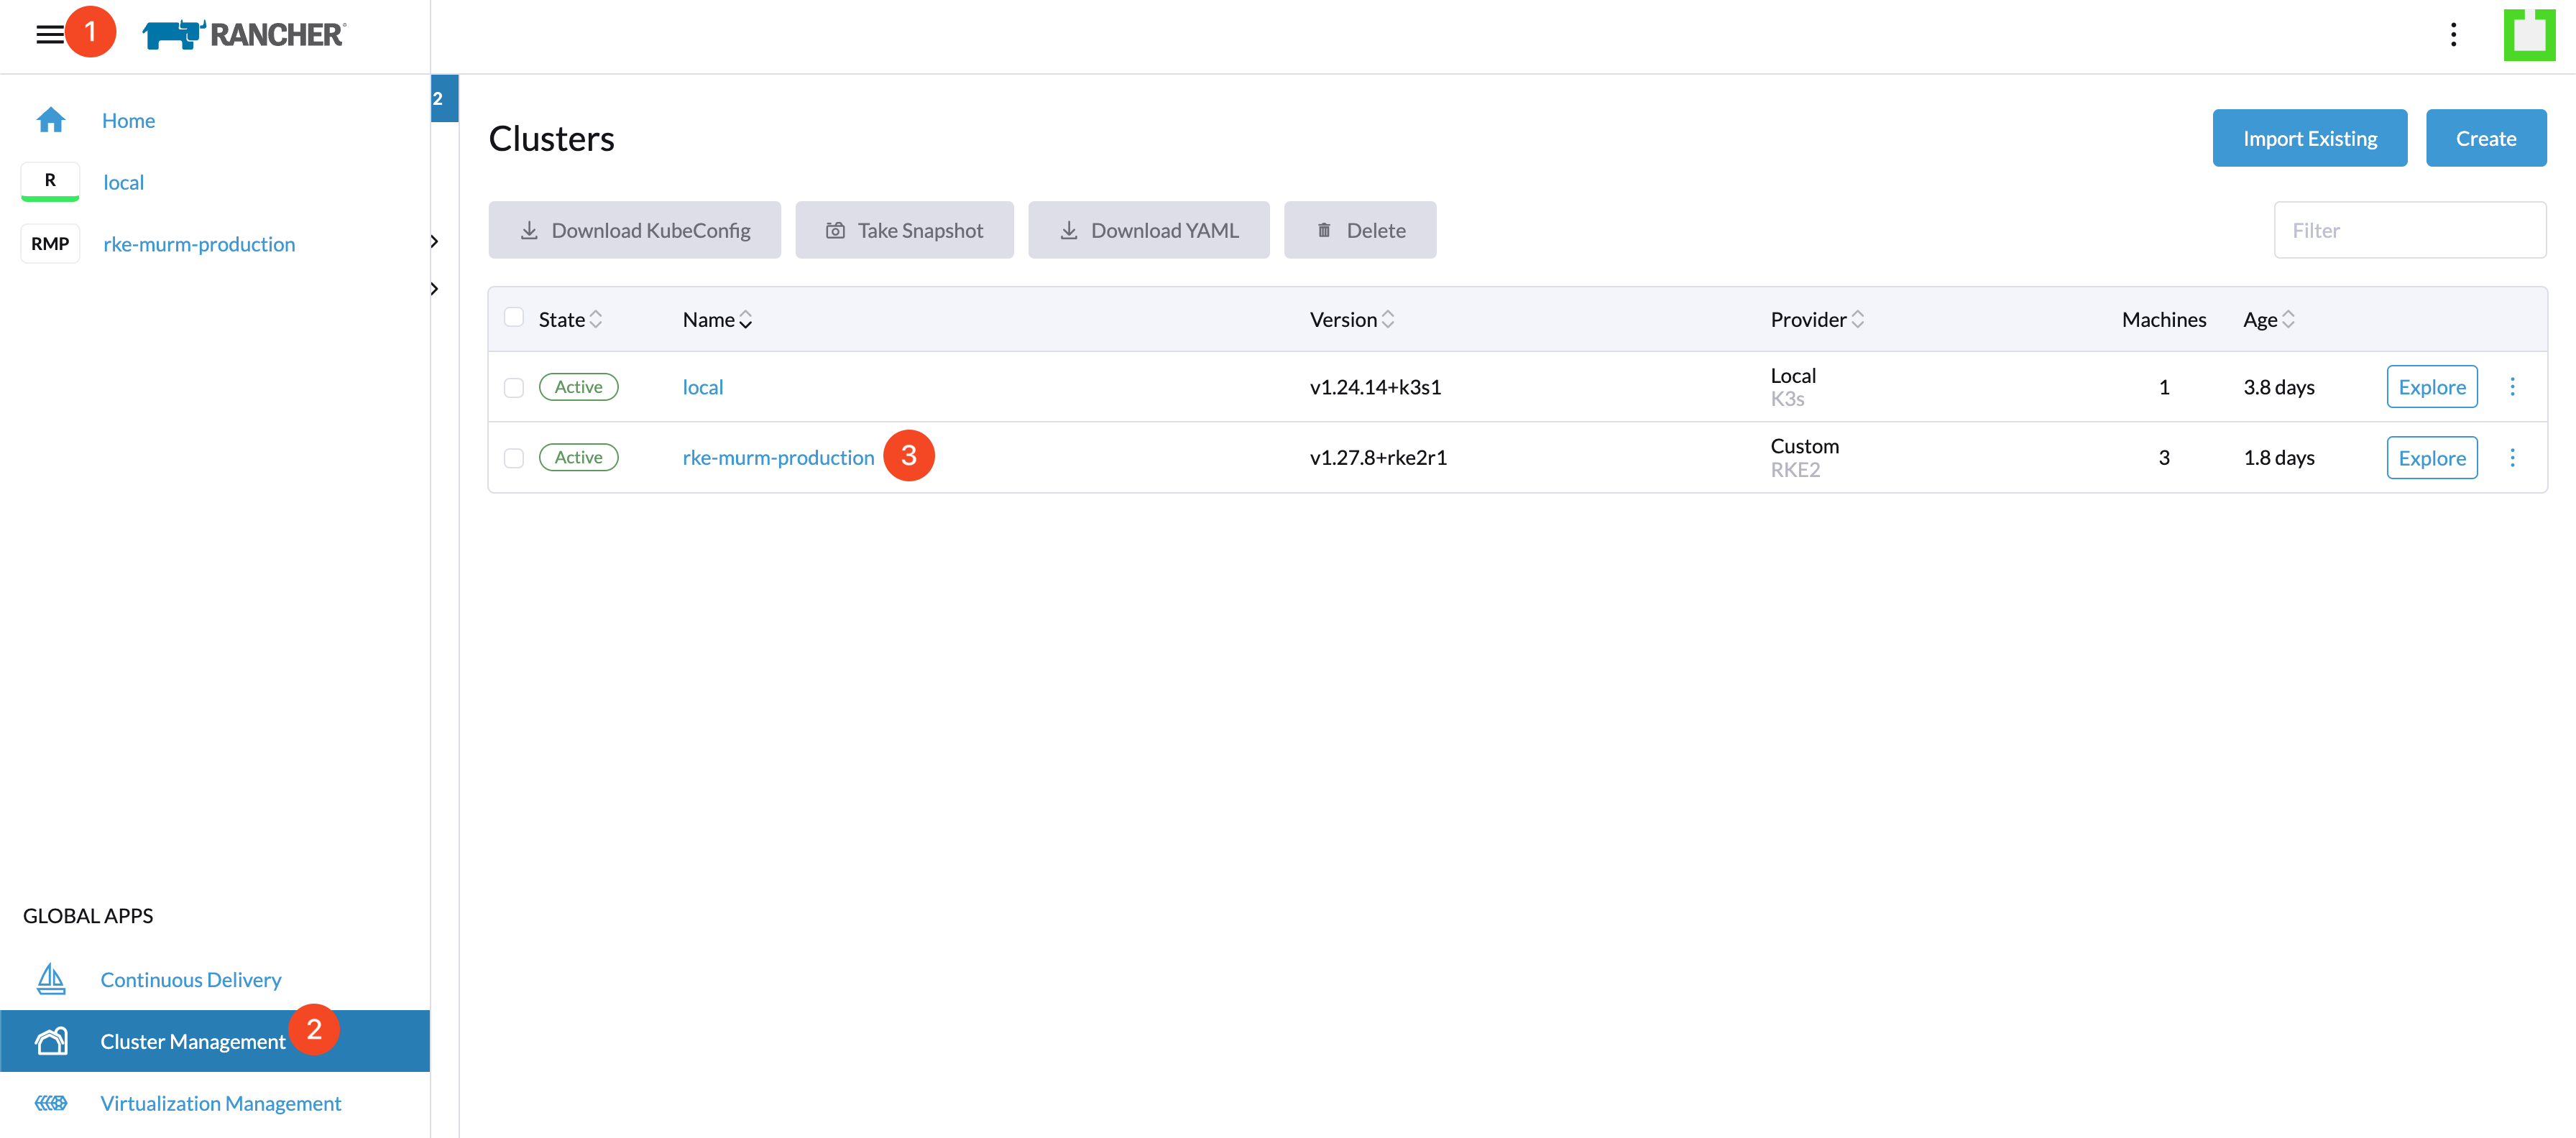 1
RANCHER
Home
R
local
RMP
rke-murm-production
GLOBAL APPS
Continuous Delivery
Cluster Management
2
Virtualization Management
2
Clusters
Import Existing
Create
Download KubeConfig
Take Snapshot
Download YAML
Delete
Filter
State Name Version Provider Machines Age
Active local v1.24.14+k3s1 Local 1 3.8 days Explore
K3s
Active rke-murm-production 3 v1.27.8+rke2r1 Custom 3 1.8 days Explore
RKE2